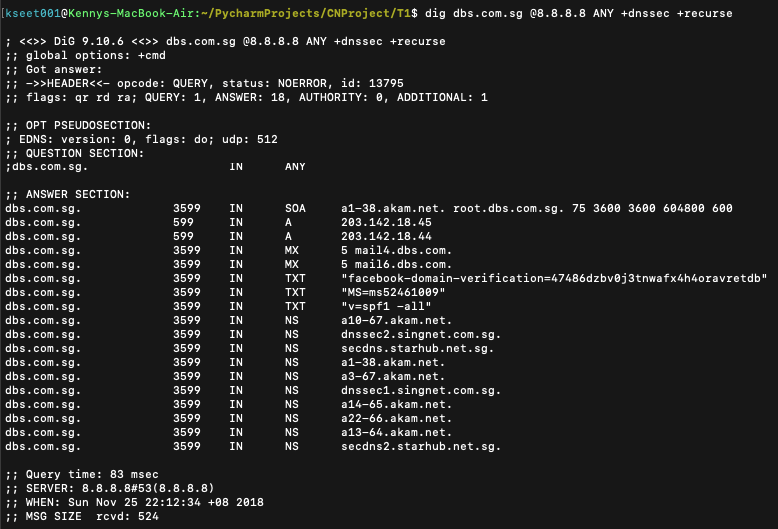 [kseet001@Kennys-MacBook-Air:~/PycharmProjects/CNProject/T1$ dig dbs.com.sg @8.8.8.8 ANY +dnssec +recurse
; <<>> DiG 9.10.6 <<>> dbs.com.sg @8.8.8.8 ANY +dnssec +recurse
;; global options: +cmd
;; Got answer:
;; ->>HEADER<<- opcode: QUERY, status: NOERROR, id: 13795
;; flags: qr rd ra; QUERY: 1, ANSWER: 18, AUTHORITY: 0, ADDITIONAL: 1
;; OPT PSEUDOSECTION:
; EDNS: version: 0, flags: do; udp: 512
;; QUESTION SECTION:
;dbs.com.sg. IN ANY
;; ANSWER SECTION:
dbs.com.sg. 3599 IN SOA a1-38.akam.net. root.dbs.com.sg. 75 3600 3600 604800 600
dbs.com.sg. 599 IN A 203.142.18.45
dbs.com.sg. 599 IN A 203.142.18.44
dbs.com.sg. 3599 IN MX 5 mail4.dbs.com.
dbs.com.sg. 3599 IN MX 5 mail6.dbs.com.
dbs.com.sg. 3599 IN TXT "facebook-domain-verification=47486dzbv0j3tnwafx4h4oravretdb"
dbs.com.sg. 3599 IN TXT "MS=ms52461009"
dbs.com.sg. 3599 IN TXT "v=spf1 -all"
dbs.com.sg. 3599 IN NS a10-67.akam.net.
dbs.com.sg. 3599 IN NS dnssec2.singnet.com.sg.
dbs.com.sg. 3599 IN NS secdns.starhub.net.sg.
dbs.com.sg. 3599 IN NS a1-38.akam.net.
dbs.com.sg. 3599 IN NS a3-67.akam.net.
dbs.com.sg. 3599 IN NS dnssec1.singnet.com.sg.
dbs.com.sg. 3599 IN NS a14-65.akam.net.
dbs.com.sg. 3599 IN NS a22-66.akam.net.
dbs.com.sg. 3599 IN NS a13-64.akam.net.
dbs.com.sg. 3599 IN NS secdns2.starhub.net.sg.
;; Query time: 83 msec
;; SERVER: 8.8.8.8#53(8.8.8.8)
;; WHEN: Sun Nov 25 22:12:34 +08 2018
;; MSG SIZE rcvd: 524